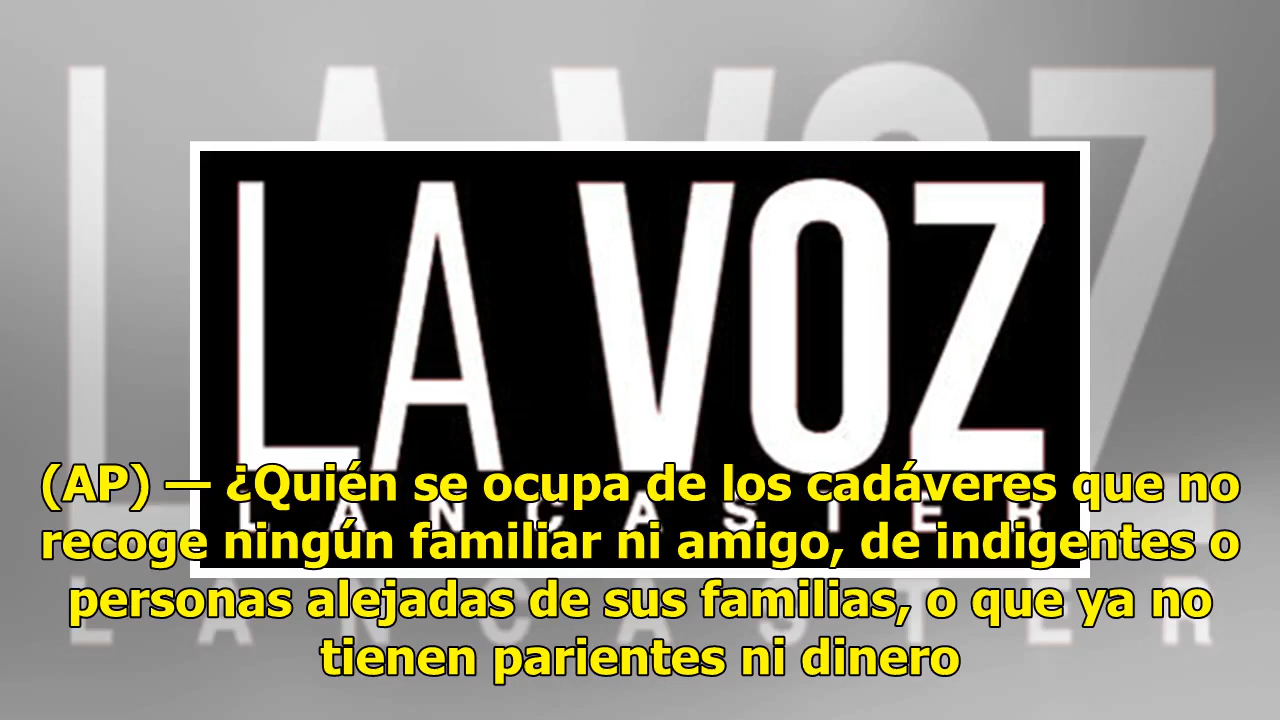 LA VOZ
LANCASTER
(AP) — ¿Quién se ocupa de los cadáveres que no
recoge ningún familiar ni amigo, de indigentes o
personas alejadas de sus familias, o que ya no
tienen parientes ni dinero